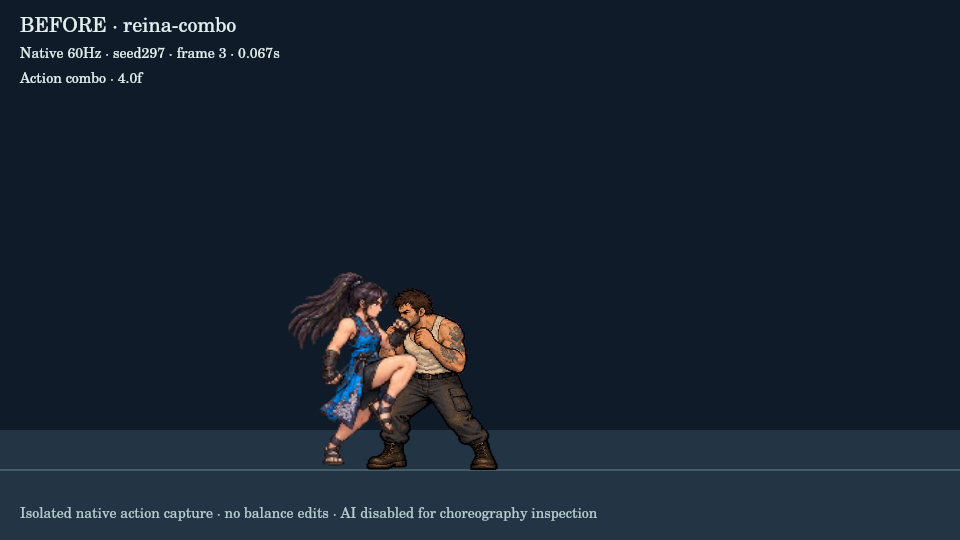 BEFORE · reina-combo
Native 60Hz · seed297 · frame 3 · 0.067s
Action combo · 4.0f
Isolated native action capture · no balance edits · AI disabled for choreography inspection